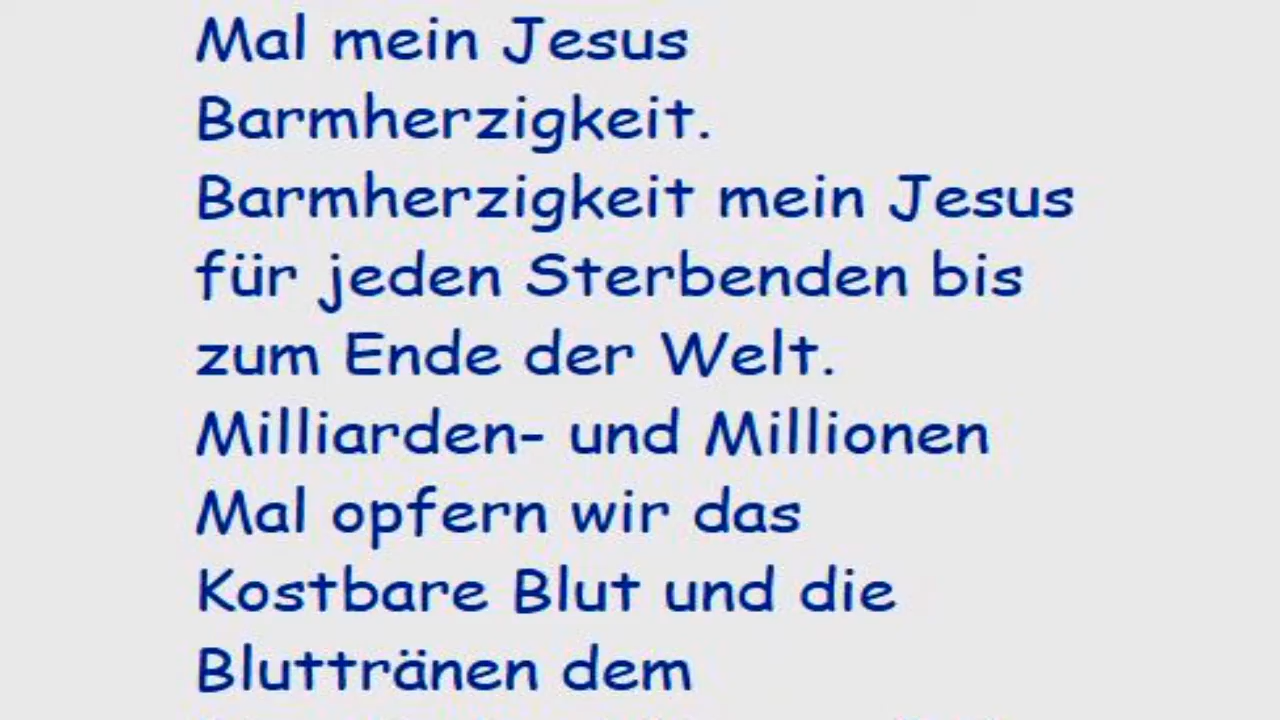 Mal mein Jesus
Barmherzigkeit.
Barmherzigkeit mein Jesus
für jeden Sterbenden bis
zum Ende der Welt.
Milliarden- und Millionen
Mal opfern wir das
Kostbare Blut und die
Bluttränen dem